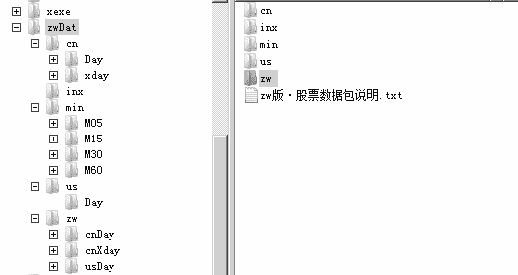 xexe
zwDat
cn
Day
xday
inx
min
M05
M15
M30
M60
us
Day
zw
cnDay
cnXday
usDay
cn
inx
min
us
zw
zw版·股票数据包说明.txt